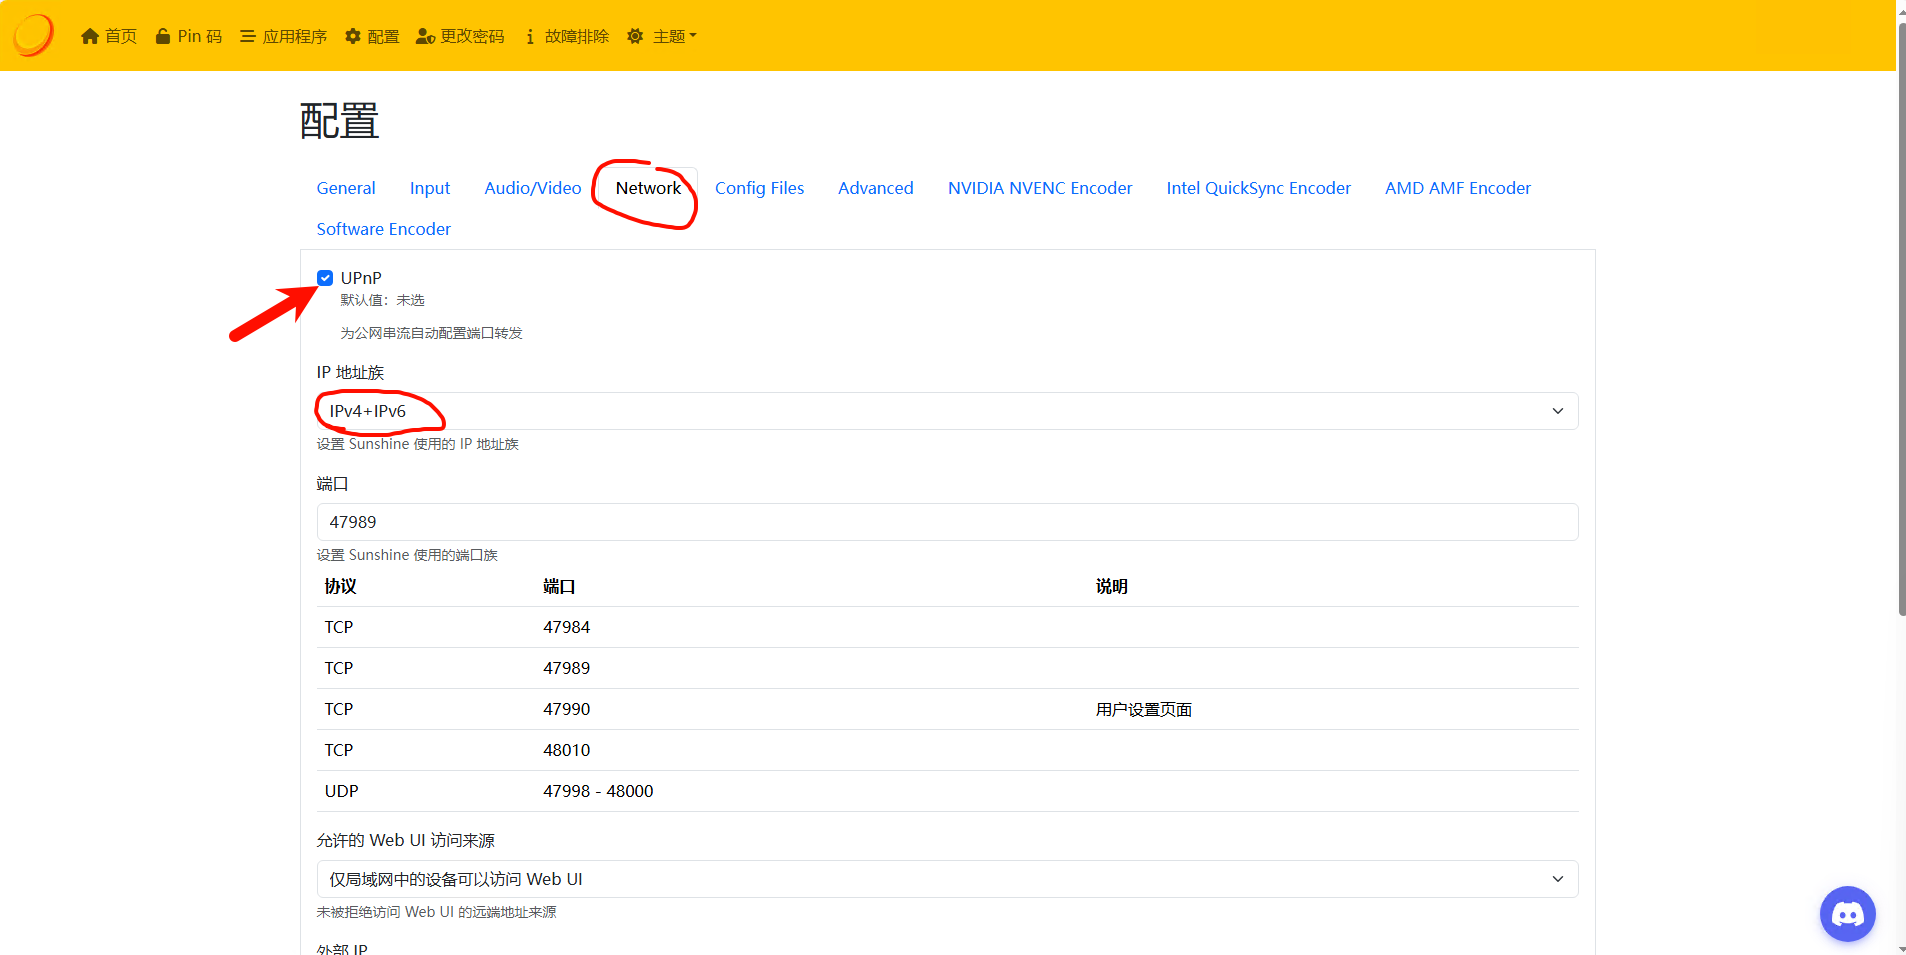 首页 Pin 码 应用程序 配置 更改密码 故障排除 主题
配置
General Input Audio/Video Network Config Files Advanced NVIDIA NVENC Encoder Intel QuickSync Encoder AMD AMF Encoder
Software Encoder
UPnP
默认值：未选
为公网串流自动配置端口转发
IP 地址族
IPv4+IPv6
设置 Sunshine 使用的 IP 地址族
端口
47989
设置 Sunshine 使用的端口族
协议 端口 说明
TCP 47984
TCP 47989
TCP 47990 用户设置页面
TCP 48010
UDP 47998 - 48000
允许的 Web UI 访问来源
仅局域网中的设备可以访问 Web UI
未被拒绝访问 Web UI 的远端地址来源
外部 IP